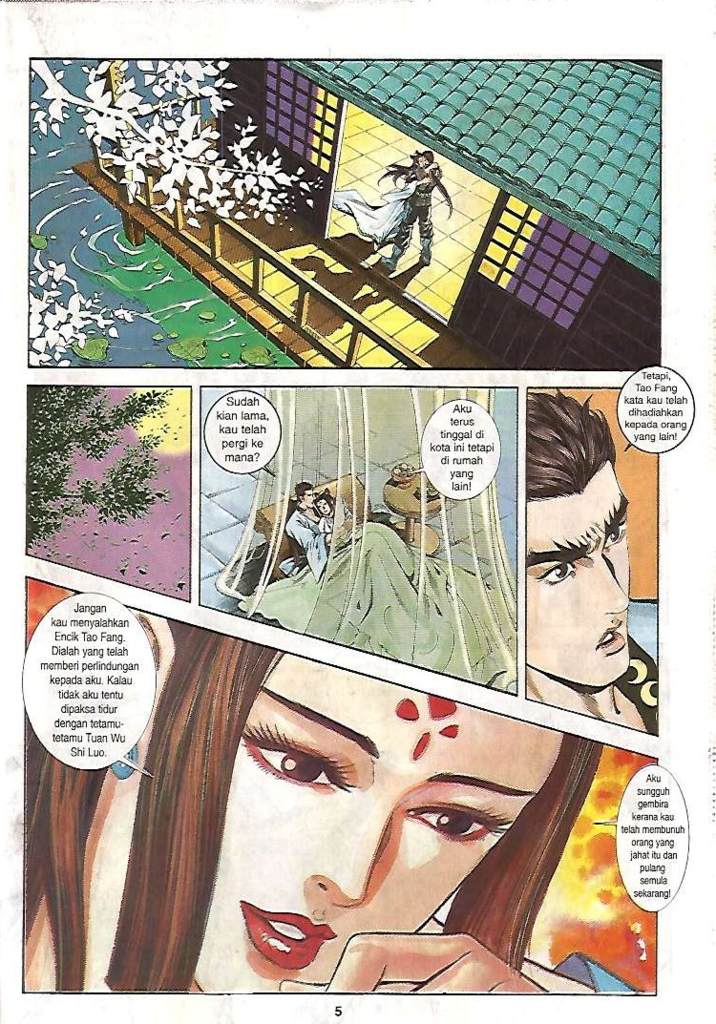 Sudah
kian lama,
kau telah
pergi ke
mana?
Aku
terus
tinggal di
kota ini tetapi
di rumah
yang
lain!
Tetapi,
Tao Fang
kata kau telah
dihadiahkan
kepada orang
yang lain!
Jangan
kau menyalahkan
Encik Tao Fang.
Dialah yang telah
memberi perlindungan
kepada aku. Kalau
tidak aku tentu
dipaksa tidur
dengan tetamu-
tetamu Tuan Wu
Shi Luo.
Aku
sungguh
gembira
kerana kau
telah membunuh
orang yang
jahat itu dan
pulang
semula
sekarang!
5